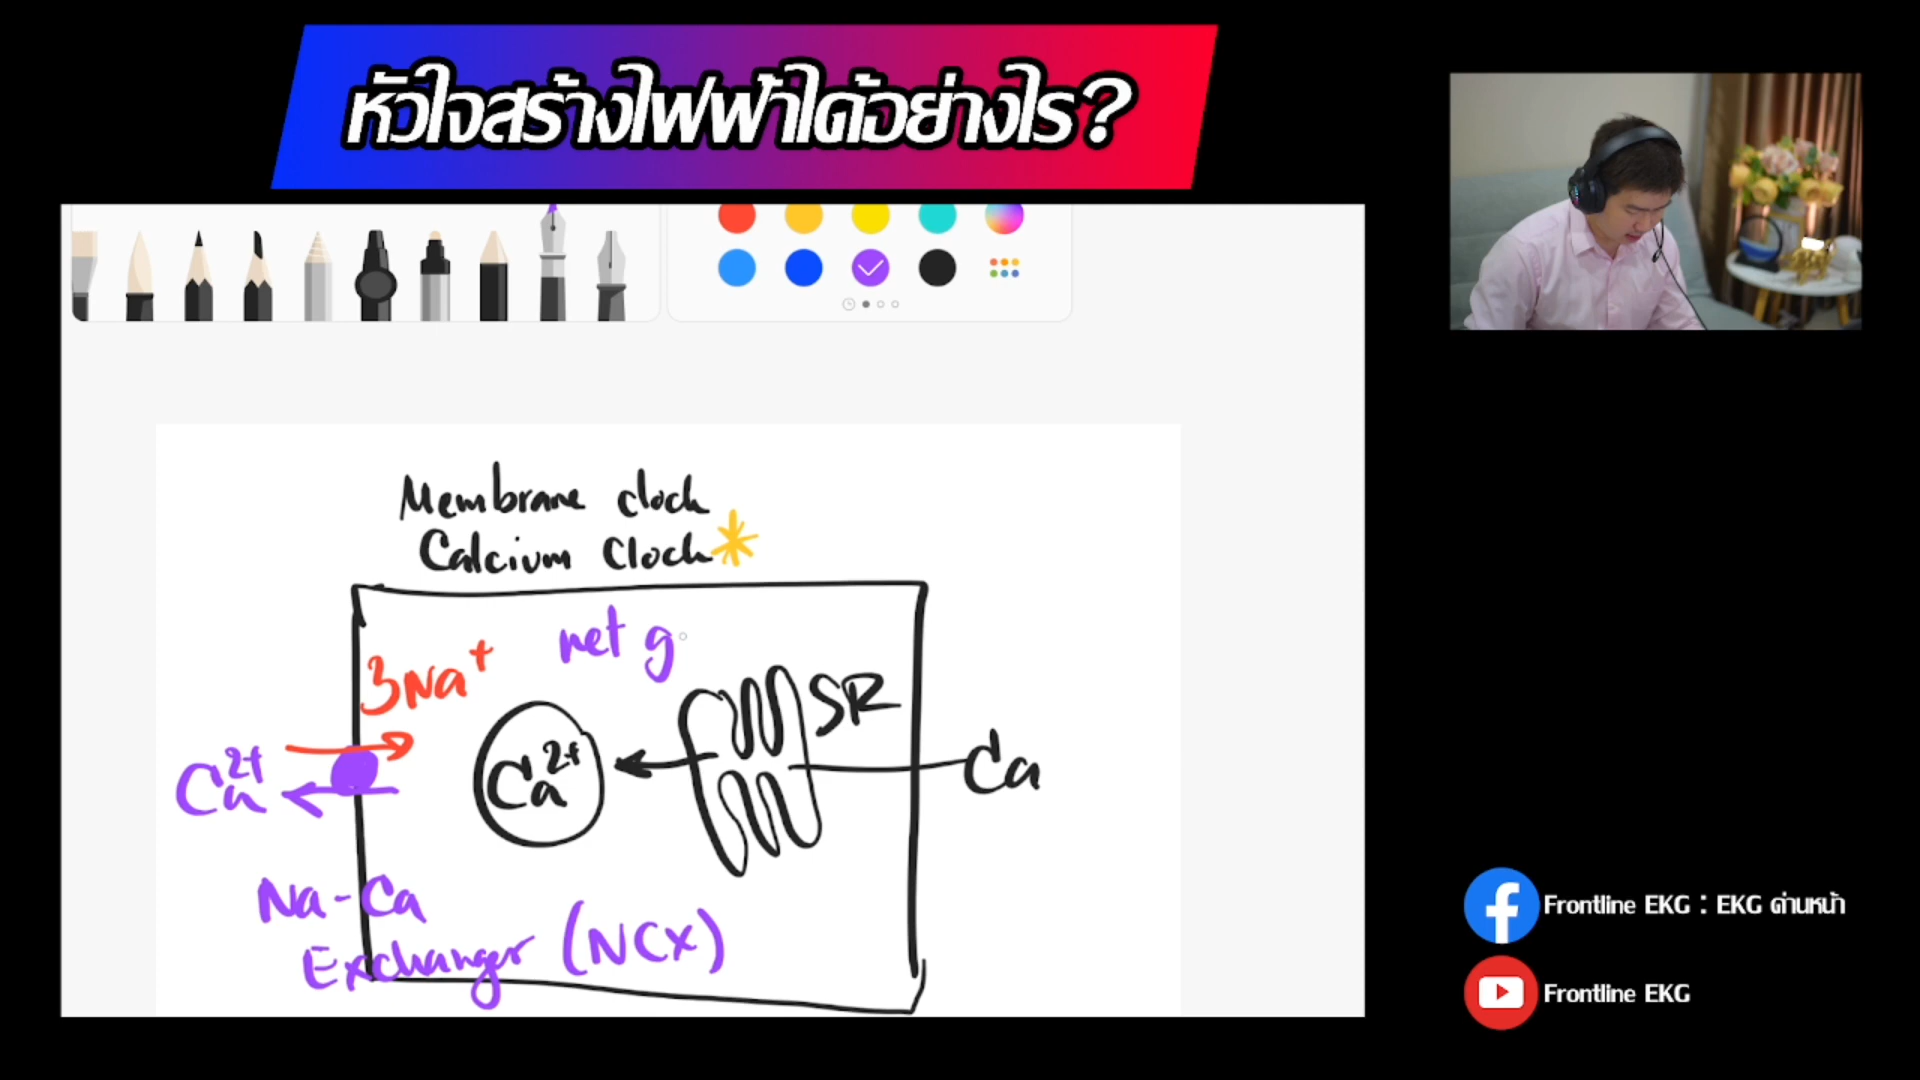 หัวใจสร้างไฟฟ้าได้อย่างไร?
Membrane clock
Calcium Clock
net g
3Na+
SR
Ca2+
Ca2+
Ca
Na-Ca
Exchanger (NCX)
Frontline EKG : EKG ด่านหน้า
Frontline EKG